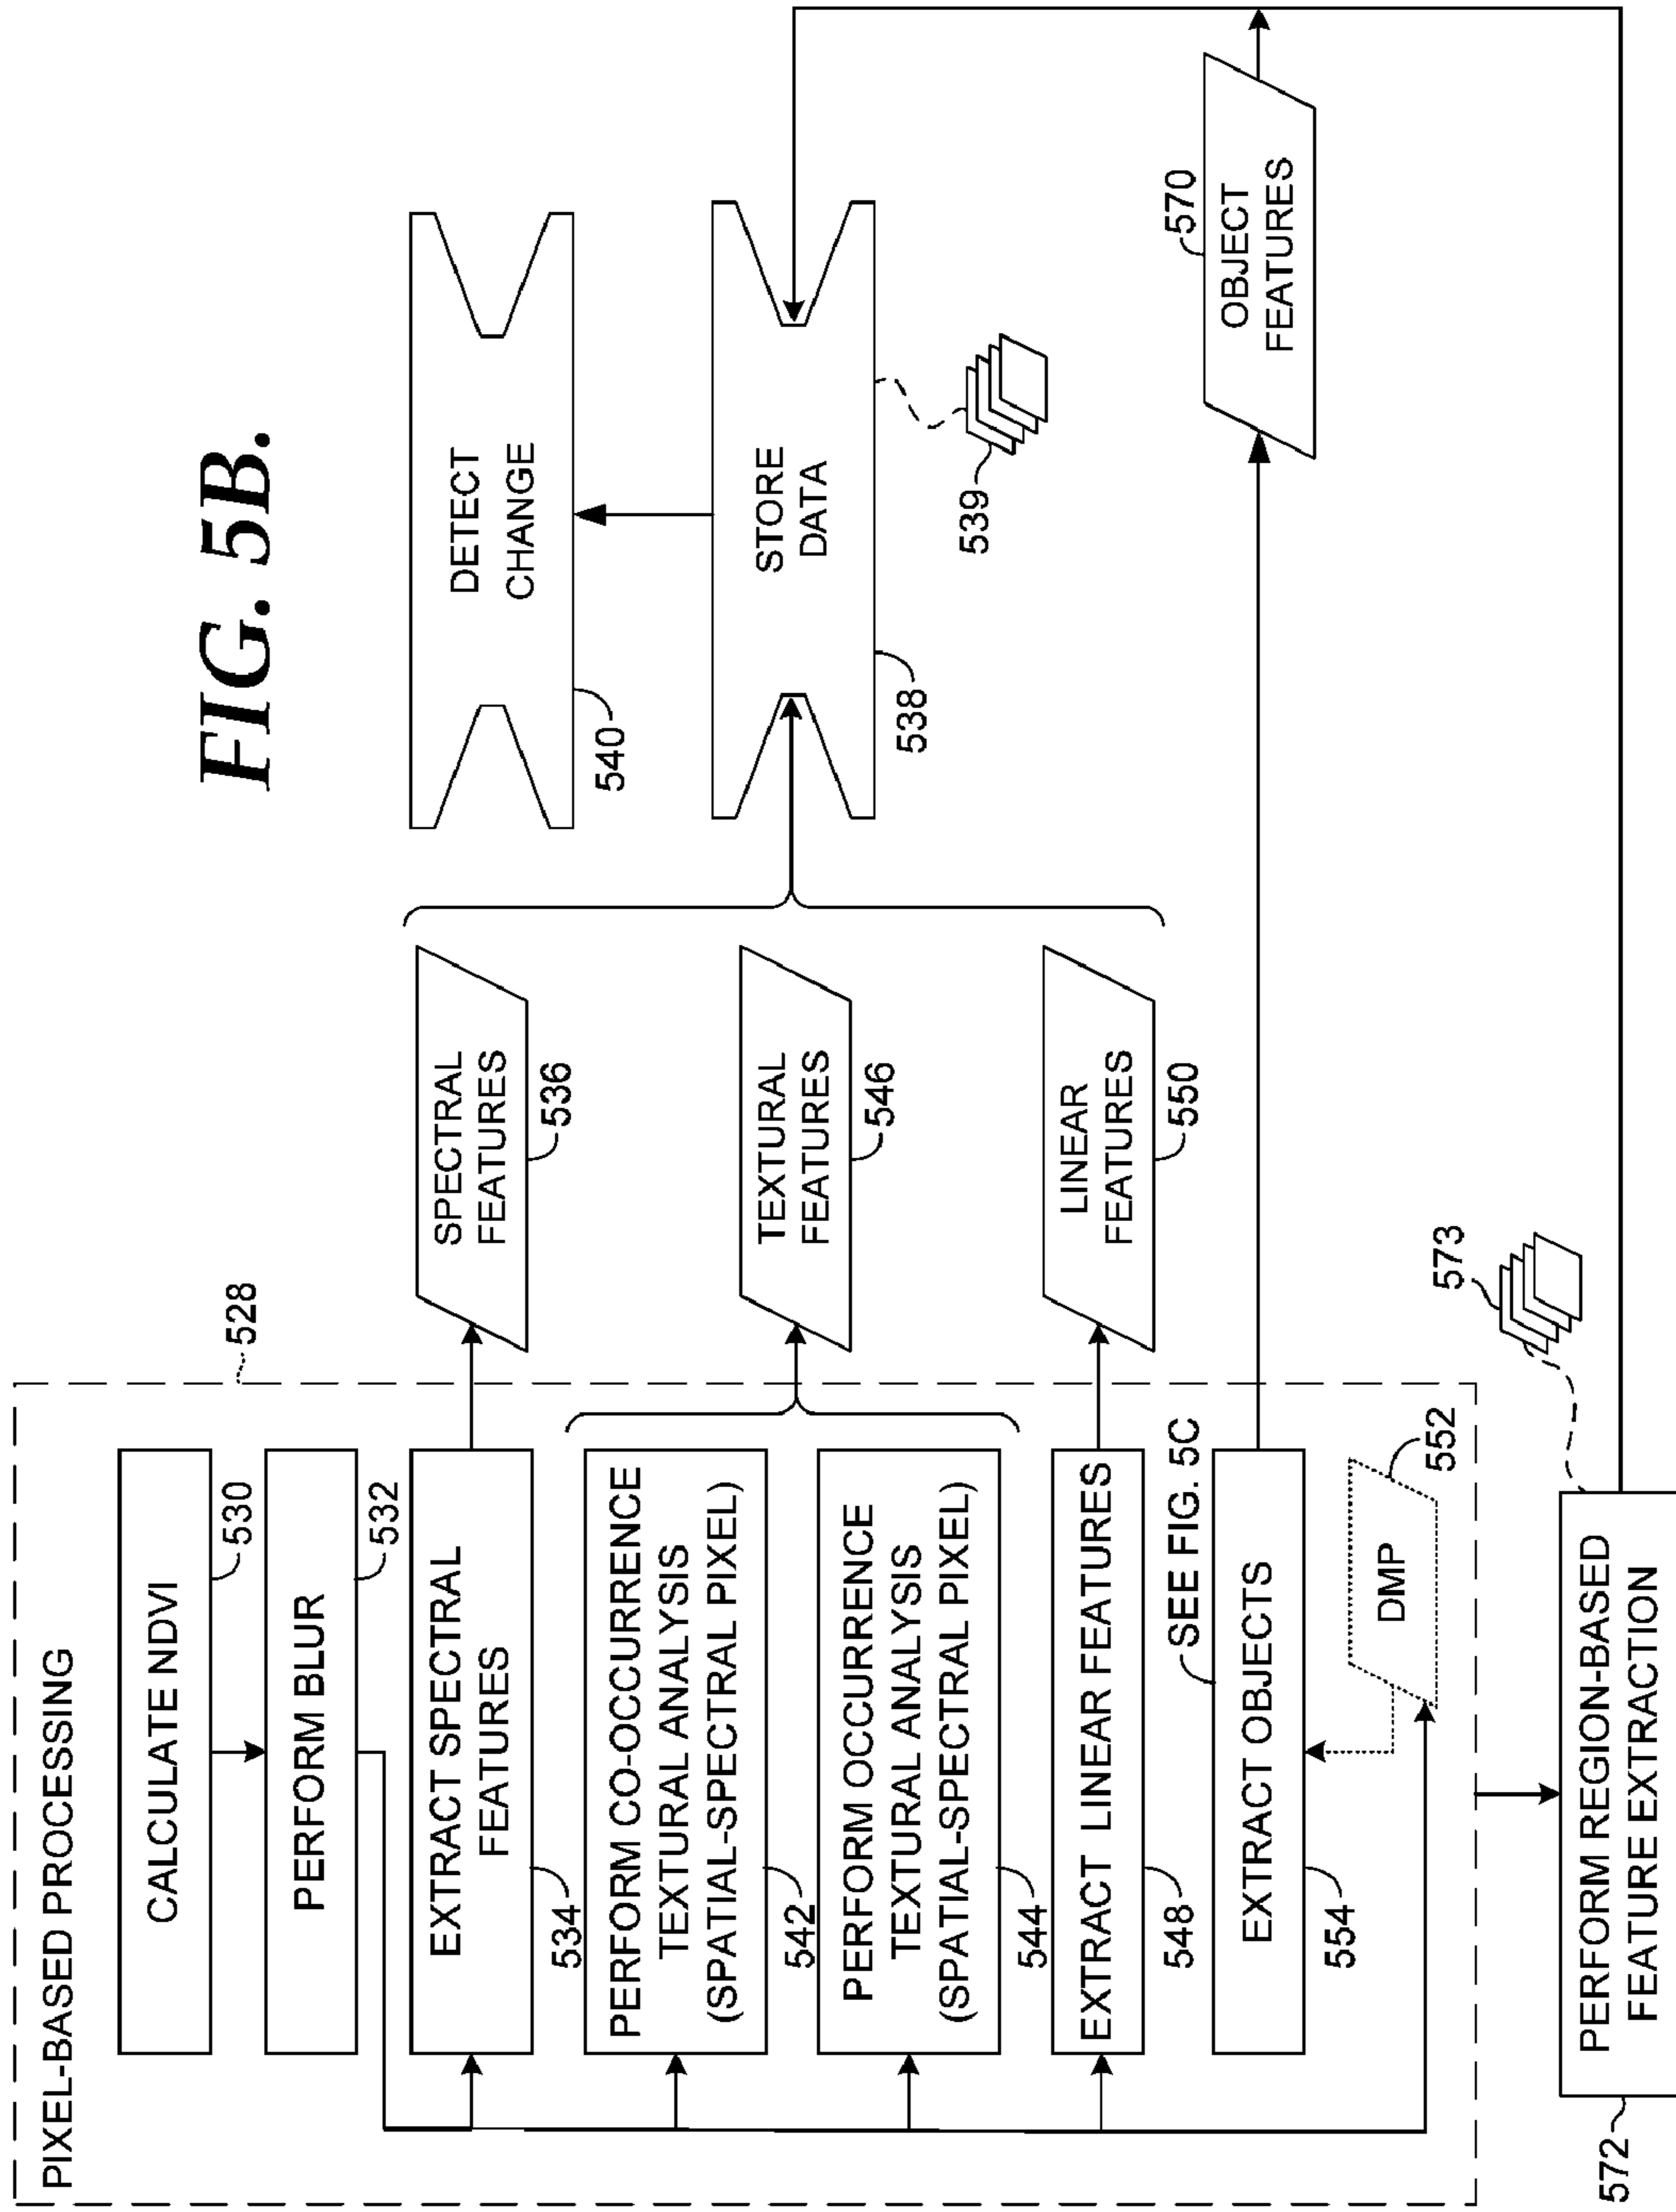 FIG. 5B.
PIXEL-BASED PROCESSING
528
CALCULATE NDVI
530
PERFORM BLUR
532
EXTRACT SPECTRAL
FEATURES
534
SPECTRAL
FEATURES
536
DETECT
CHANGE
540
PERFORM CO-OCCURRENCE
TEXTURAL ANALYSIS
(SPATIAL-SPECTRAL PIXEL)
542
PERFORM OCCURRENCE
TEXTURAL ANALYSIS
(SPATIAL-SPECTRAL PIXEL)
544
TEXTURAL
FEATURES
546
STORE
DATA
538
539
EXTRACT LINEAR FEATURES
548
LINEAR
FEATURES
550
SEE FIG. 5C
EXTRACT OBJECTS
554
OBJECT
FEATURES
570
DMP
552
573
PERFORM REGION-BASED
FEATURE EXTRACTION
572